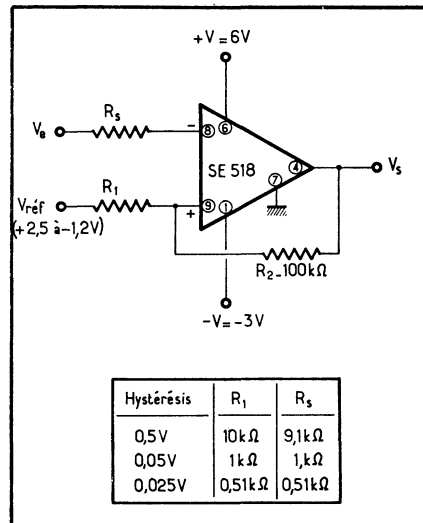 +V = 6V
Ve
Rs
-
8
6
SE 518
4
7
Vs
Vréf
(+2,5 à -1,2V)
R1
+
9
1
R2 - 100kΩ
-V = -3V
Hystérésis R1 Rs
0,5V 10kΩ 9,1kΩ
0,05V 1kΩ 1,kΩ
0,025V 0,51kΩ 0,51kΩ